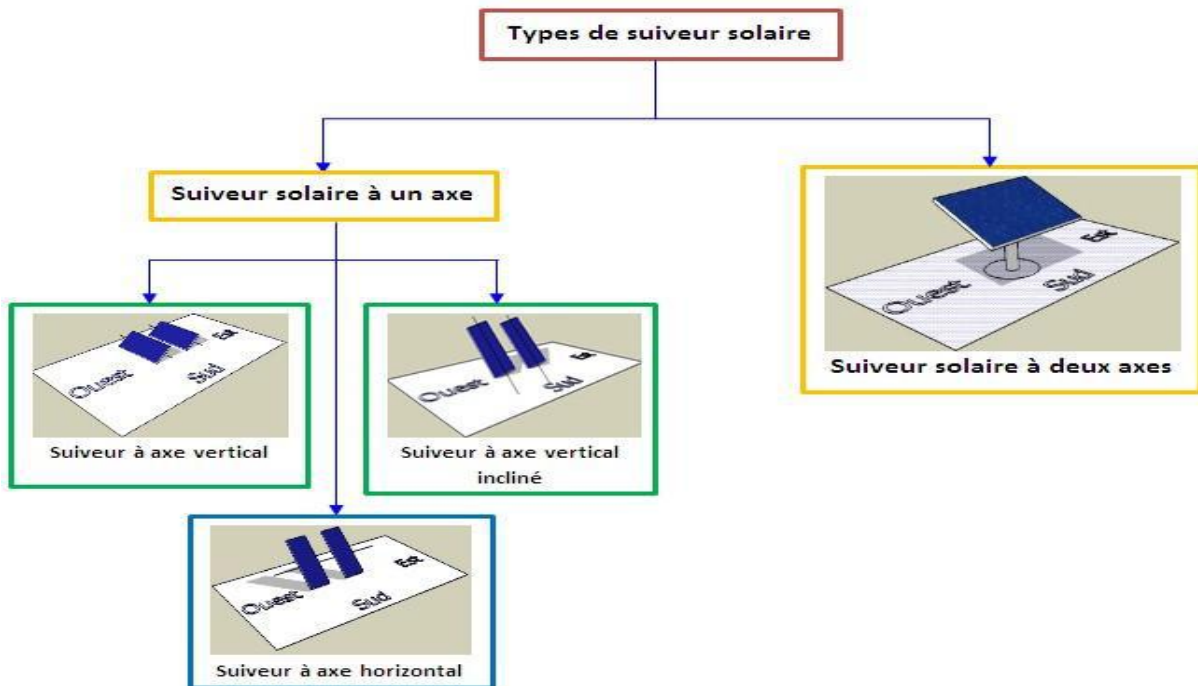 Types de suiveur solaire
Suiveur solaire à un axe
Ouest
Sud
Est
Suiveur solaire à deux axes
Ouest
Sud
Est
Suiveur à axe vertical
Ouest
Sud
Est
Suiveur à axe vertical
incliné
Ouest
Sud
Est
Suiveur à axe horizontal